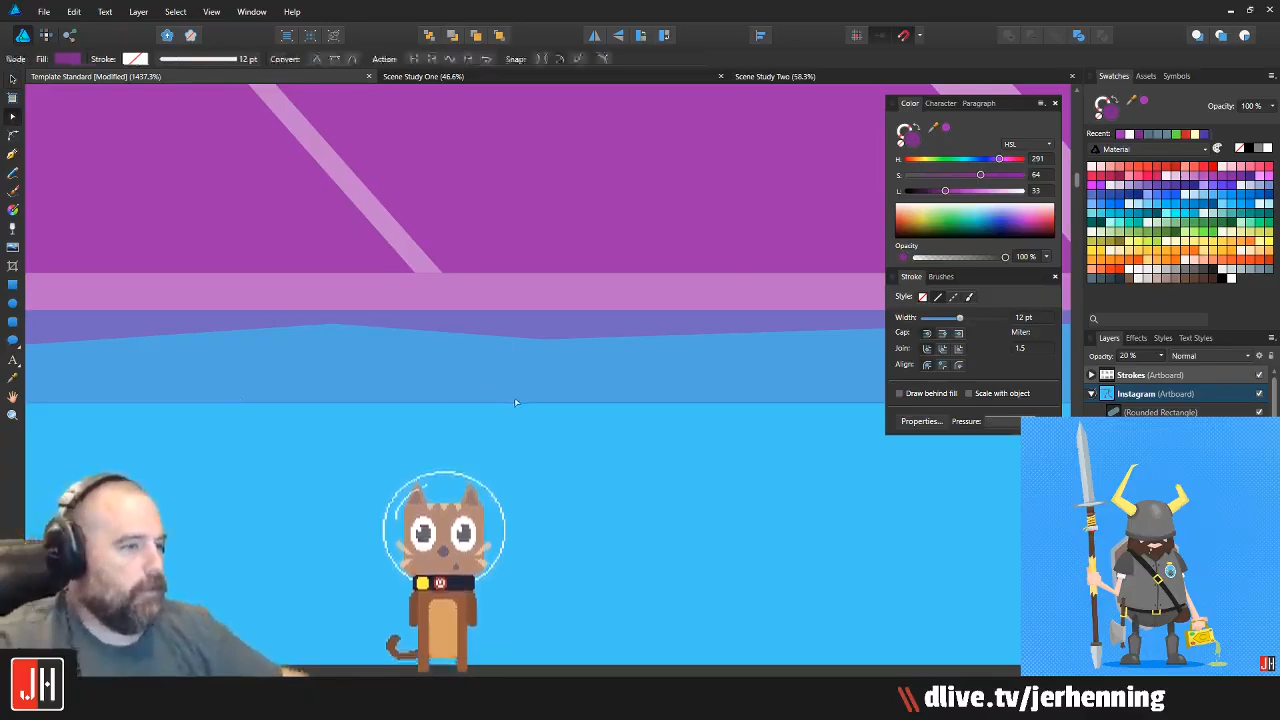 File Edit Text Layer Select View Window Help
Node Fill: Stroke: 12 pt Convert: Action: Snap:
Template Standard [Modified] (1437.3%) Scene Study One (46.6%) Scene Study Two (58.3%)
Swatches Assets Symbols
Opacity: 100 %
Recent:
Material
Color Character Paragraph
HSL
H: 291
S: 64
L: 33
Opacity
100 %
Stroke Brushes
Style:
Width: 12 pt
Cap: Miter:
Join: 1.5
Align:
Draw behind fill Scale with object
Properties... Pressure:
Layers Effects Styles Text Styles
Opacity: 20 % Normal
Strokes (Artboard)
Instagram (Artboard)
(Rounded Rectangle)
JH
JH
dlive.tv/jerhenning